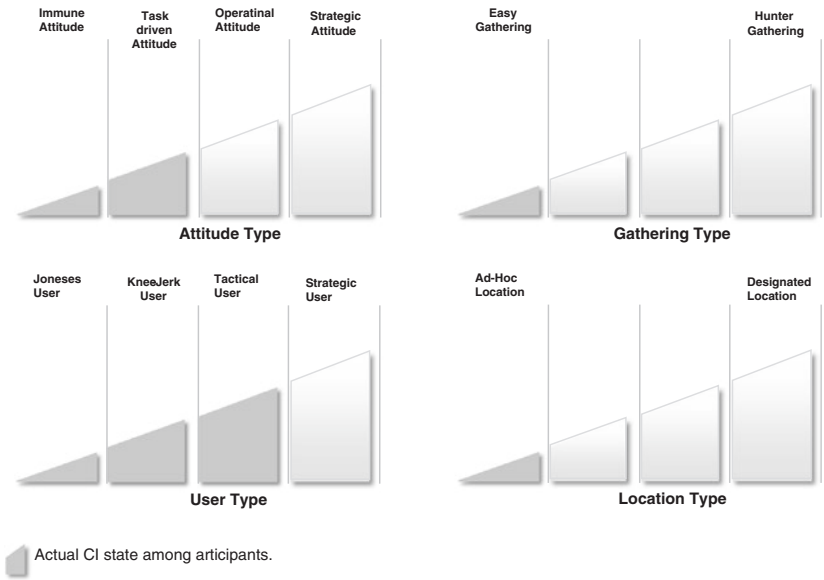 Immune
Attitude
Task
driven
Attitude
Operatinal
Attitude
Strategic
Attitude
Attitude Type
Easy
Gathering
Hunter
Gathering
Gathering Type
Joneses
User
KneeJerk
User
Tactical
User
Strategic
User
User Type
Ad-Hoc
Location
Designated
Location
Location Type
Actual CI state among articipants.